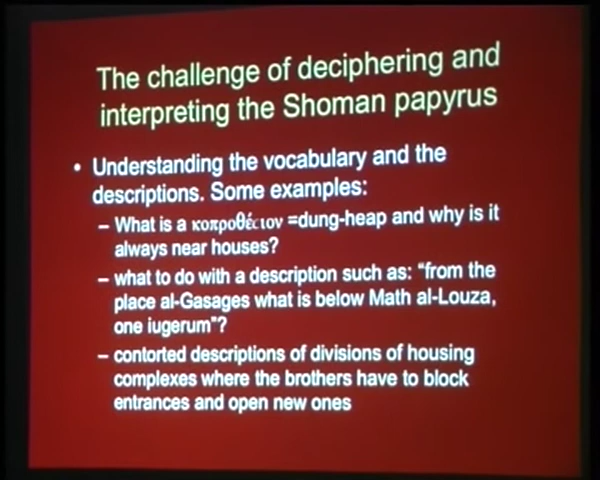 The challenge of deciphering and
interpreting the Shoman papyrus
• Understanding the vocabulary and the
descriptions. Some examples:
– What is a κοπροθέϲιον =dung-heap and why is it
always near houses?
– what to do with a description such as: “from the
place al-Gasages what is below Math al-Louza,
one iugerum”?
– contorted descriptions of divisions of housing
complexes where the brothers have to block
entrances and open new ones